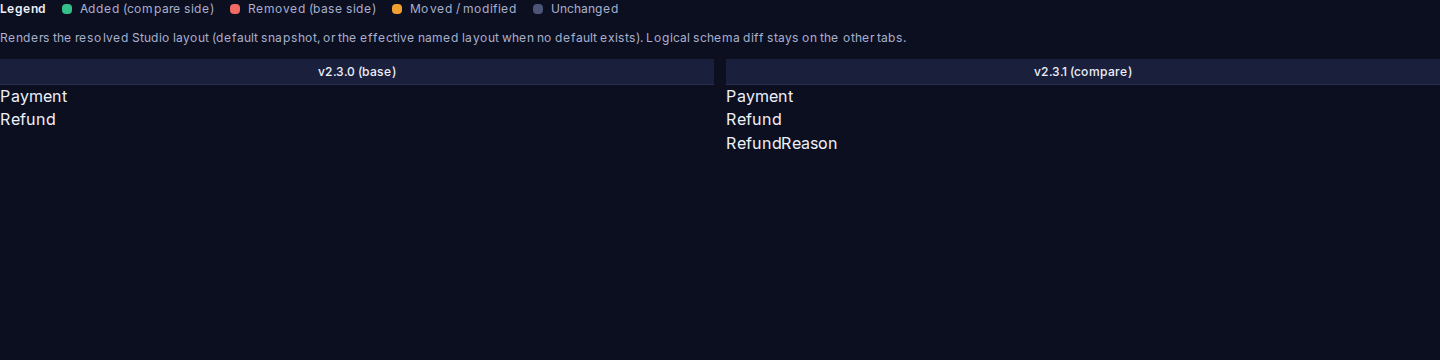 Legend Added (compare side) Removed (base side) Moved / modified Unchanged
Renders the resolved Studio layout (default snapshot, or the effective named layout when no default exists). Logical schema diff stays on the other tabs.
v2.3.0 (base)
Payment
Refund
v2.3.1 (compare)
Payment
Refund
RefundReason